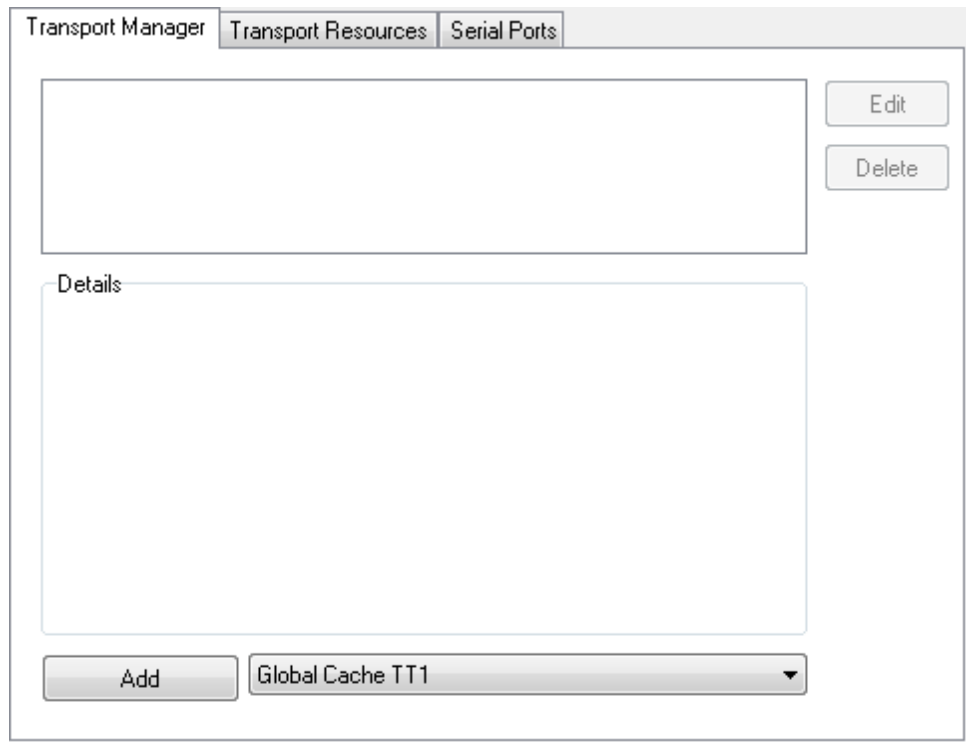 Transport Manager
Transport Resources
Serial Ports
Edit
Delete
Details
Add
Global Cache TT1